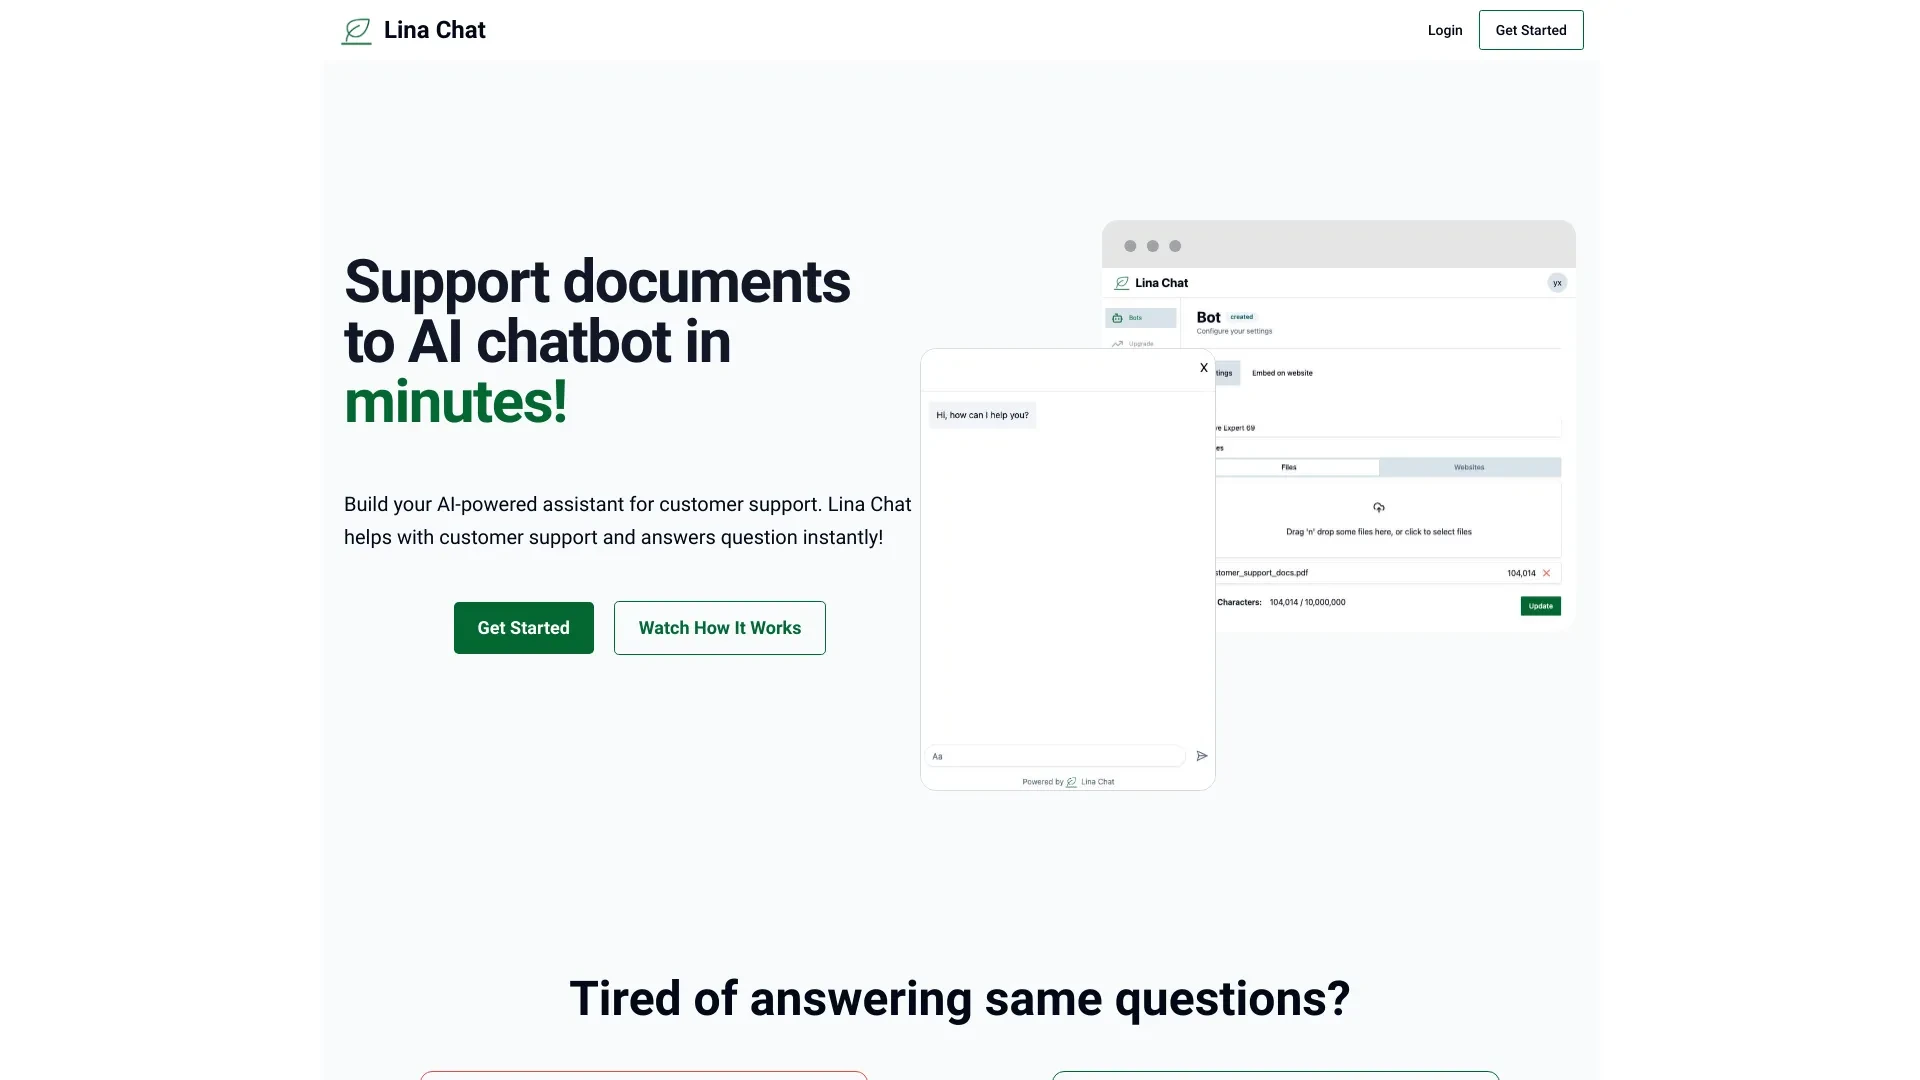 Lina Chat
Login
Get Started
Support documents
to AI chatbot in
minutes!
Build your AI-powered assistant for customer support. Lina Chat
helps with customer support and answers question instantly!
Get Started
Watch How It Works
Lina Chat
yx
Bots
Upgrade
Bot created
Configure your settings
tings
Embed on website
ve Expert 69
es
Files
Websites
Drag 'n' drop some files here, or click to select files
stomer_support_docs.pdf
104,014
Characters: 104,014 / 10,000,000
Update
X
Hi, how can I help you?
Aa
Powered by Lina Chat
Tired of answering same questions?